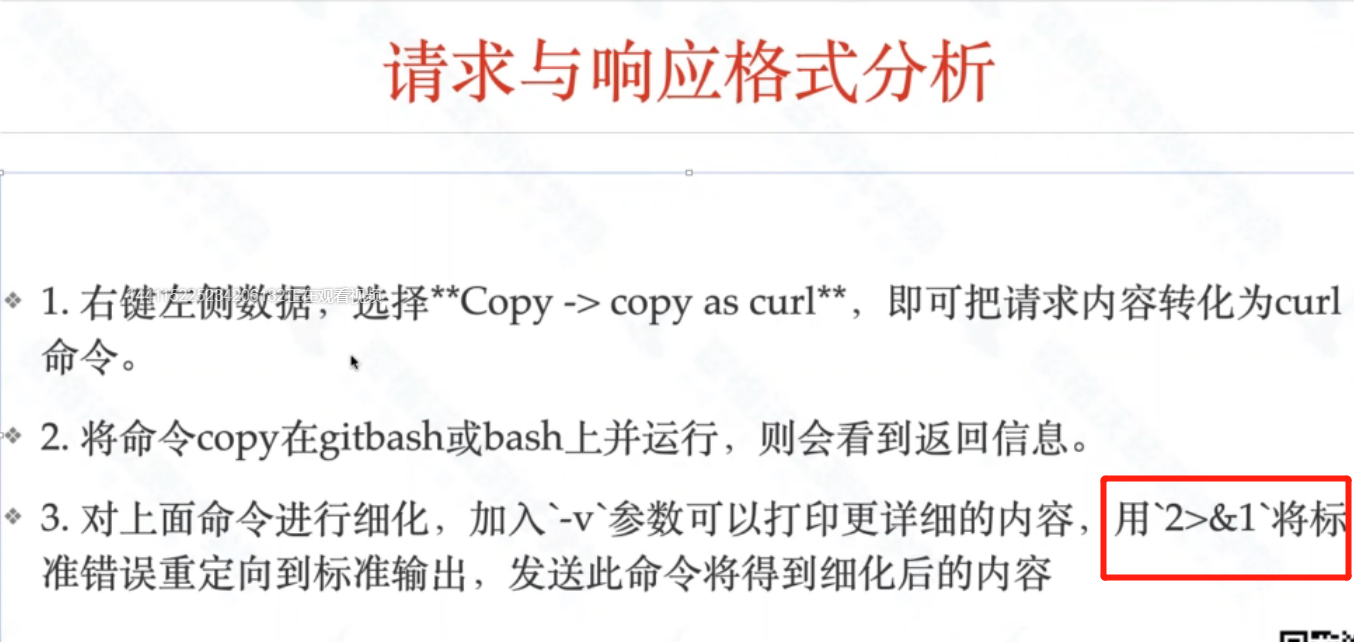 请求与响应格式分析
1. 右键左侧数据，选择**Copy -> copy as curl**，即可把请求内容转化为curl
命令。
2. 将命令copy在gitbash或bash上并运行，则会看到返回信息。
3. 对上面命令进行细化，加入`-v`参数可以打印更详细的内容，用`2>&1`将标
准错误重定向到标准输出，发送此命令将得到细化后的内容